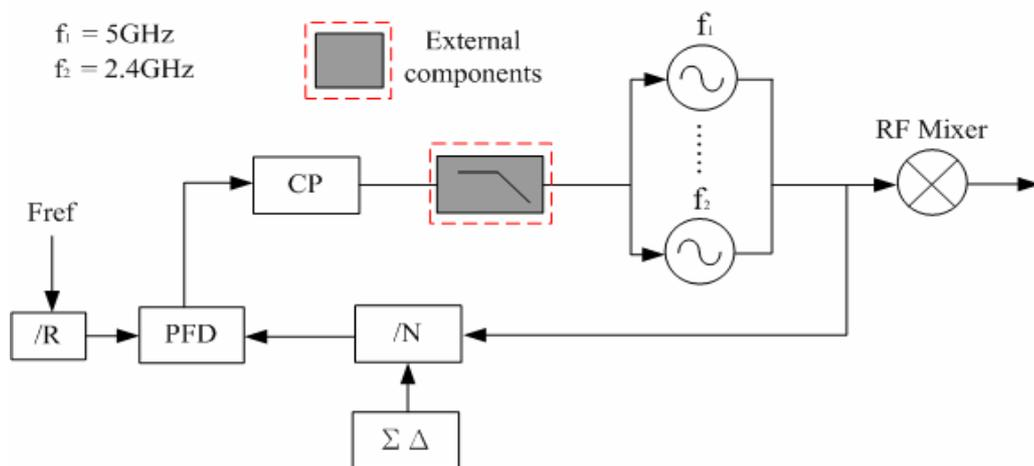 f₁ = 5GHz
f₂ = 2.4GHz
External
components
f₁
RF Mixer
CP
f₂
Fref
/R
PFD
/N
Σ Δ